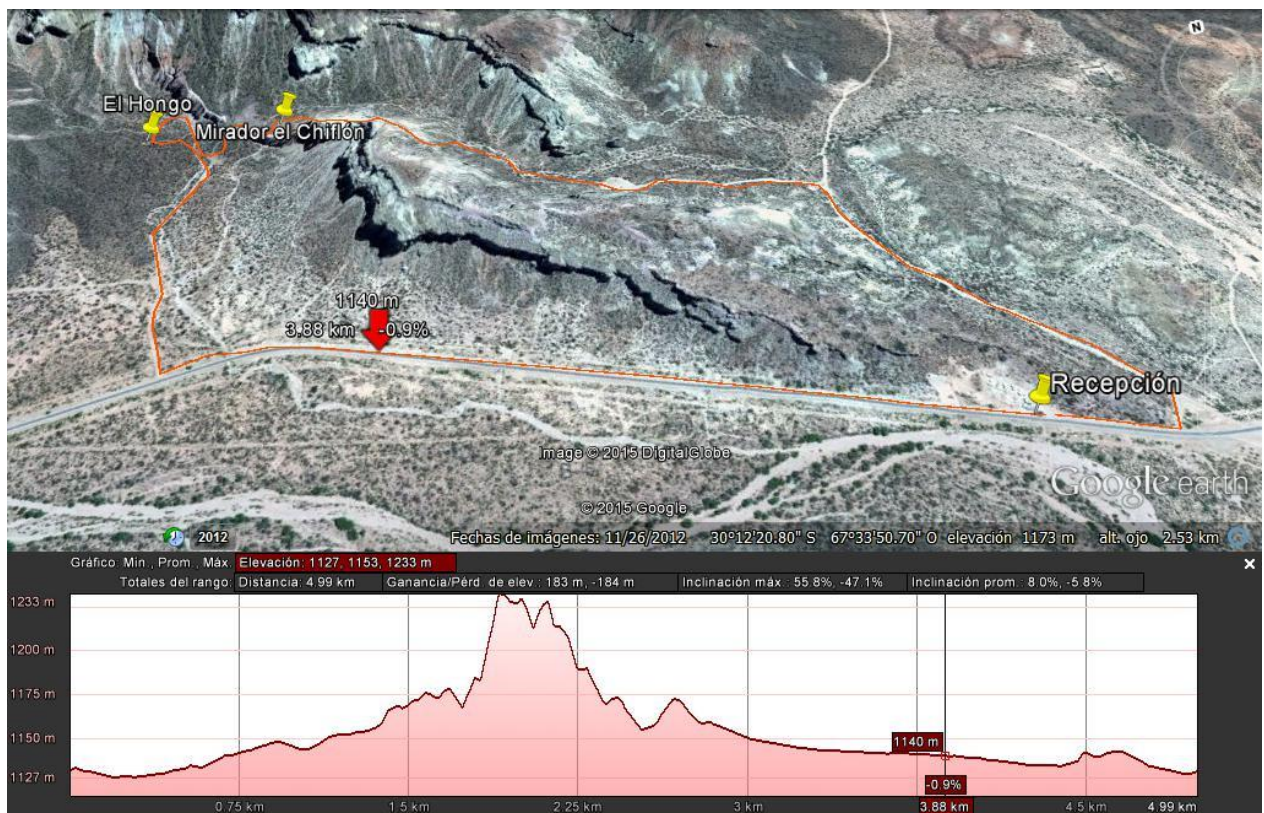 N
El Hongo
Mirador el Chiflón
1140 m
3.88 km -0.9%
Recepción
Image © 2015 DigitalGlobe
© 2015 Google
Google earth
2012 Fechas de imágenes: 11/26/2012 30°12'20.80" S 67°33'50.70" O elevación 1173 m alt. ojo 2.53 km
Gráfico Mín., Prom., Máx. Elevación: 1127, 1153, 1233 m
Totales del rango: Distancia: 4.99 km Ganancia/Pérd. de elev.: 183 m, -184 m Inclinación máx.: 55.8%, -47.1% Inclinación prom.: 8.0%, -5.8%
1233 m
1200 m
1175 m
1150 m
1140 m
1127 m
-0.9%
0.75 km 1.5 km 2.25 km 3 km 3.88 km 4.5 km 4.99 km